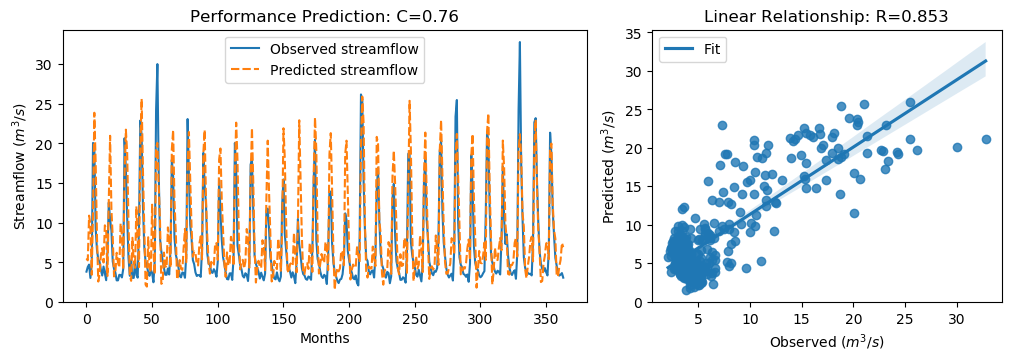 Performance Prediction: C=0.76
Observed streamflow
Predicted streamflow
Streamflow (m³/s)
30
25
20
15
10
5
0
0 50 100 150 200 250 300 350
Months
Linear Relationship: R=0.853
Fit
Predicted (m³/s)
35
30
25
20
15
10
5
0
5 10 15 20 25 30
Observed (m³/s)